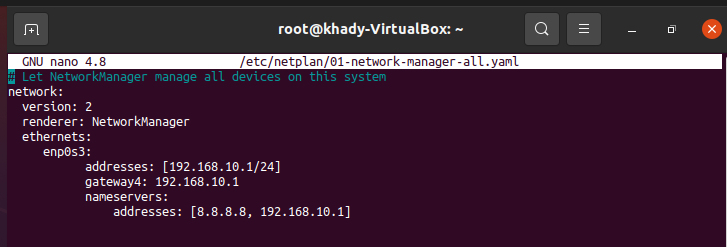 root@khady-VirtualBox: ~
GNU nano 4.8 /etc/netplan/01-network-manager-all.yaml
# Let NetworkManager manage all devices on this system
network:
  version: 2
  renderer: NetworkManager
  ethernets:
     enp0s3:
           addresses: [192.168.10.1/24]
           gateway4: 192.168.10.1
           nameservers:
               addresses: [8.8.8.8, 192.168.10.1]